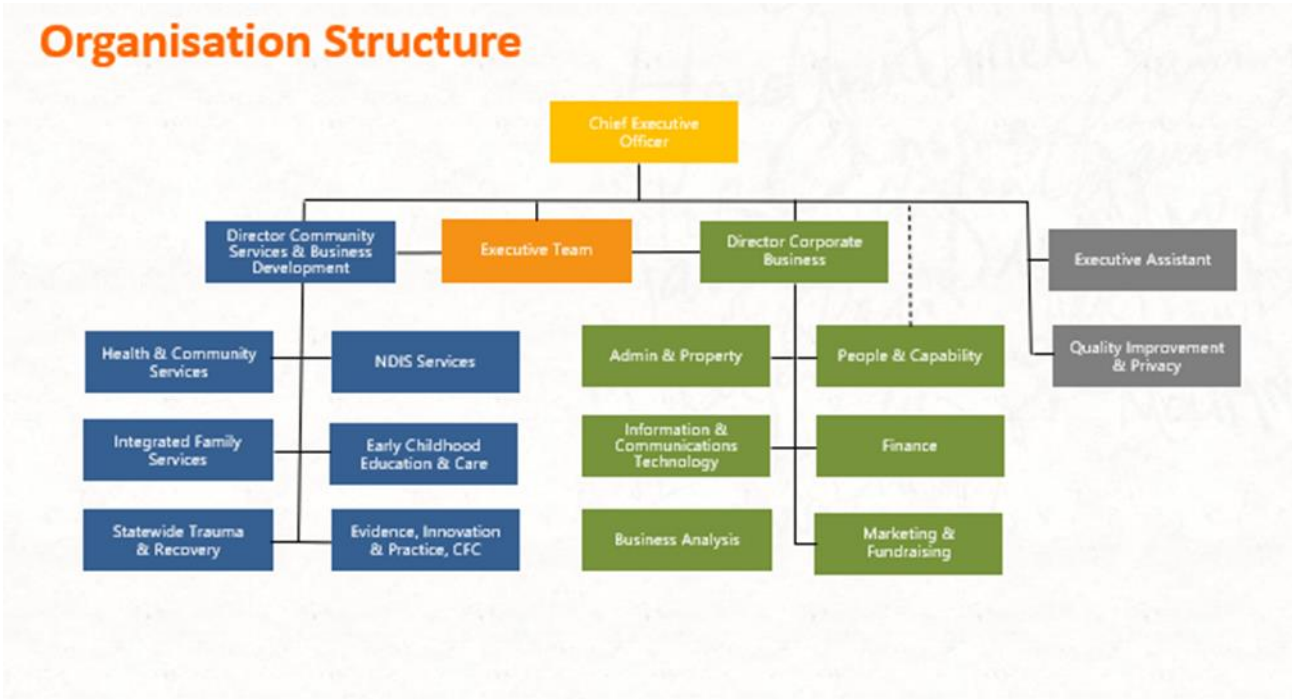 Organisation Structure
Chief Executive
Officer
Director Community
Services & Business
Development
Executive Team
Director Corporate
Business
Executive Assistant
Quality Improvement
& Privacy
Health & Community
Services
NDIS Services
Integrated Family
Services
Early Childhood
Education & Care
Statewide Trauma
& Recovery
Evidence, Innovation
& Practice, CFC
Admin & Property
People & Capability
Information &
Communications
Technology
Finance
Business Analysis
Marketing &
Fundraising